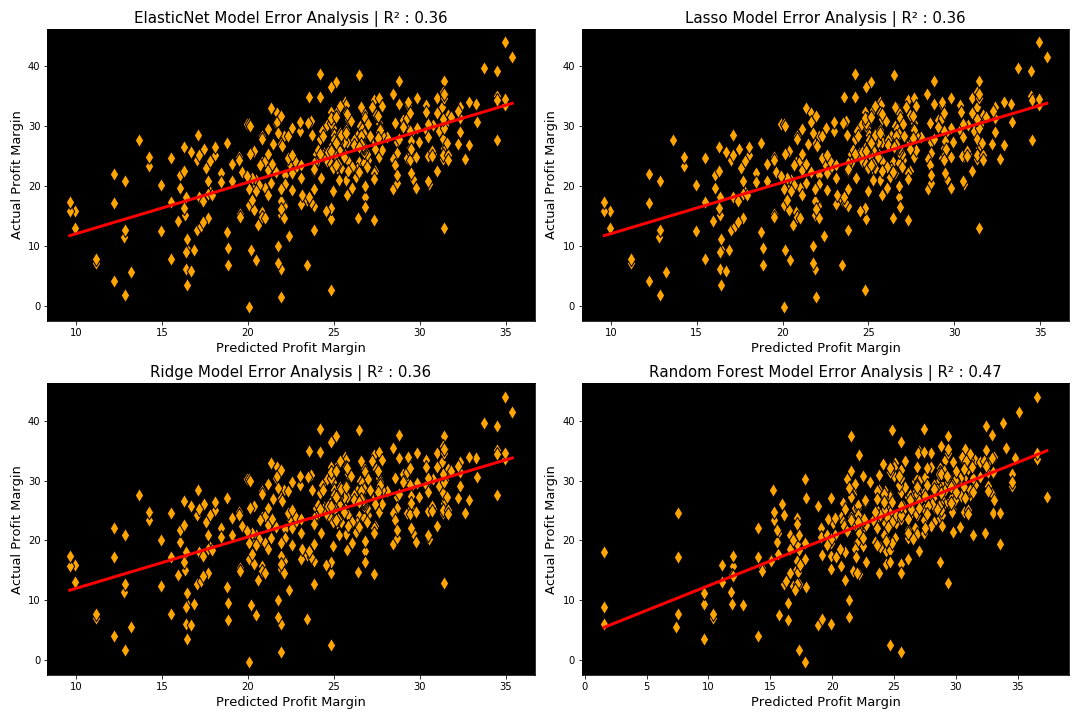 ElasticNet Model Error Analysis | R² : 0.36
Actual Profit Margin
40
30
20
10
0
10 15 20 25 30 35
Predicted Profit Margin
Lasso Model Error Analysis | R² : 0.36
Actual Profit Margin
40
30
20
10
0
10 15 20 25 30 35
Predicted Profit Margin
Ridge Model Error Analysis | R² : 0.36
Actual Profit Margin
40
30
20
10
0
10 15 20 25 30 35
Predicted Profit Margin
Random Forest Model Error Analysis | R² : 0.47
Actual Profit Margin
40
30
20
10
0
0 5 10 15 20 25 30 35
Predicted Profit Margin